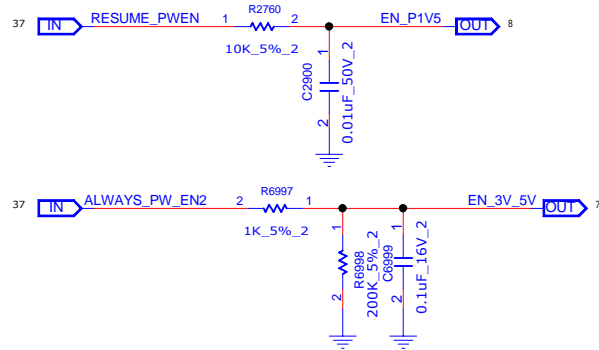 37 IN RESUME_PWEN 1 R2760 2 EN_P1V5 OUT 8
10K_5%_2
1
C2900
0.01uF_50V_2
2
37 IN ALWAYS_PW_EN2 2 R6997 1 EN_3V_5V OUT 7
1K_5%_2
1
R6998
200K_5%_2
2
1
C6999
0.1uF_16V_2
2